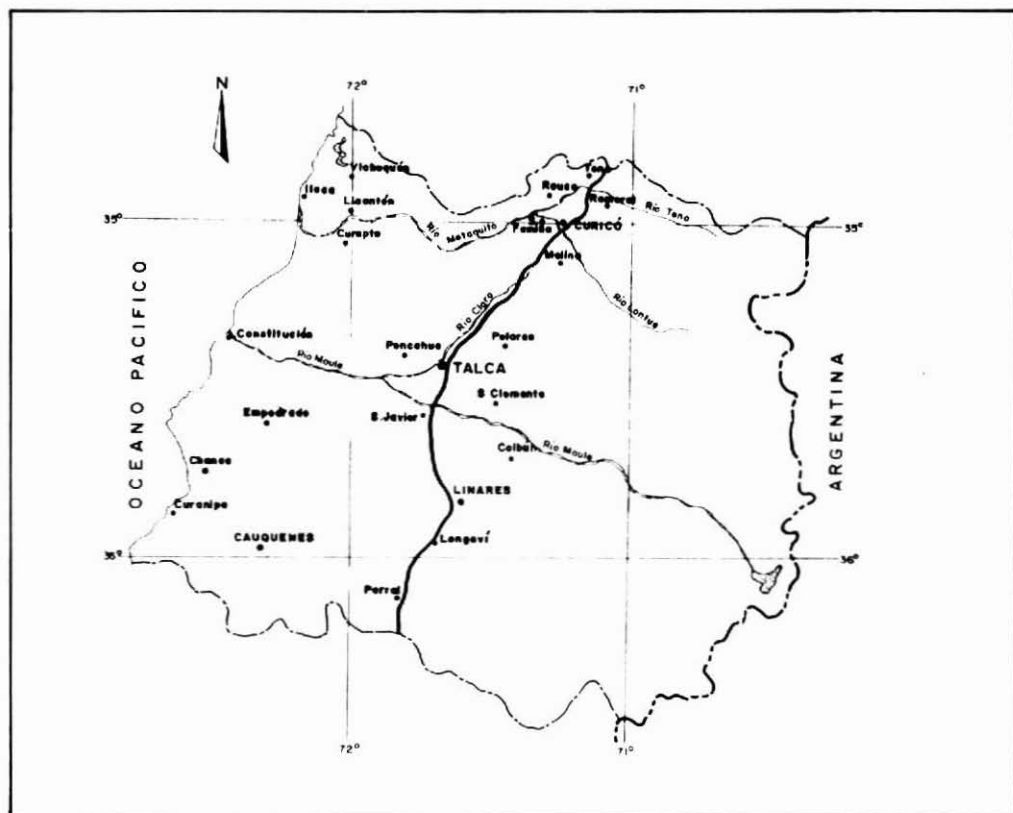 N
72°
71°
Vichuquén
Teno
Iloca
Rauco
Romeral
Licantén
Río Teno
35°
35°
Río Mataquito
CURICÓ
Curepto
Molina
Río Lontue
Río Claro
OCEANO PACIFICO
Constitución
Río Maule
Pencahue
Pelarco
TALCA
ARGENTINA
S. Clemente
Empedrado
S. Javier
Río Maule
Chanco
LINARES
Curanipe
CAUQUENES
Longaví
36°
36°
Parral
72°
71°